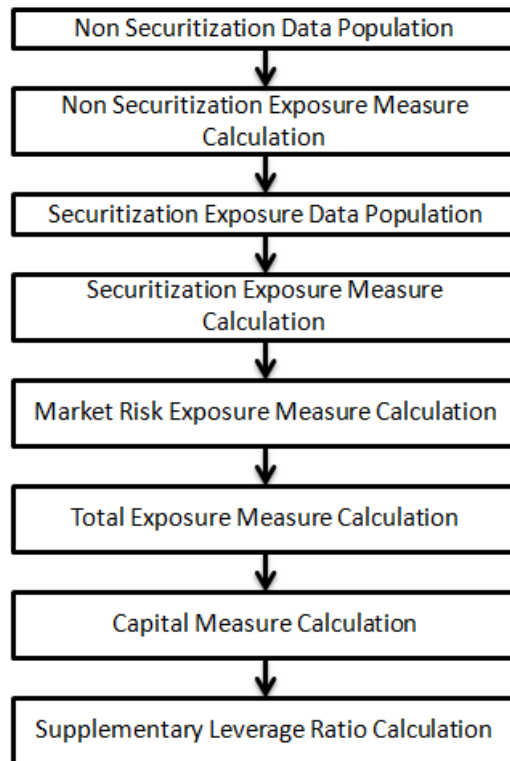 Non Securitization Data Population
Non Securitization Exposure Measure
Calculation
Securitization Exposure Data Population
Securitization Exposure Measure
Calculation
Market Risk Exposure Measure Calculation
Total Exposure Measure Calculation
Capital Measure Calculation
Supplementary Leverage Ratio Calculation